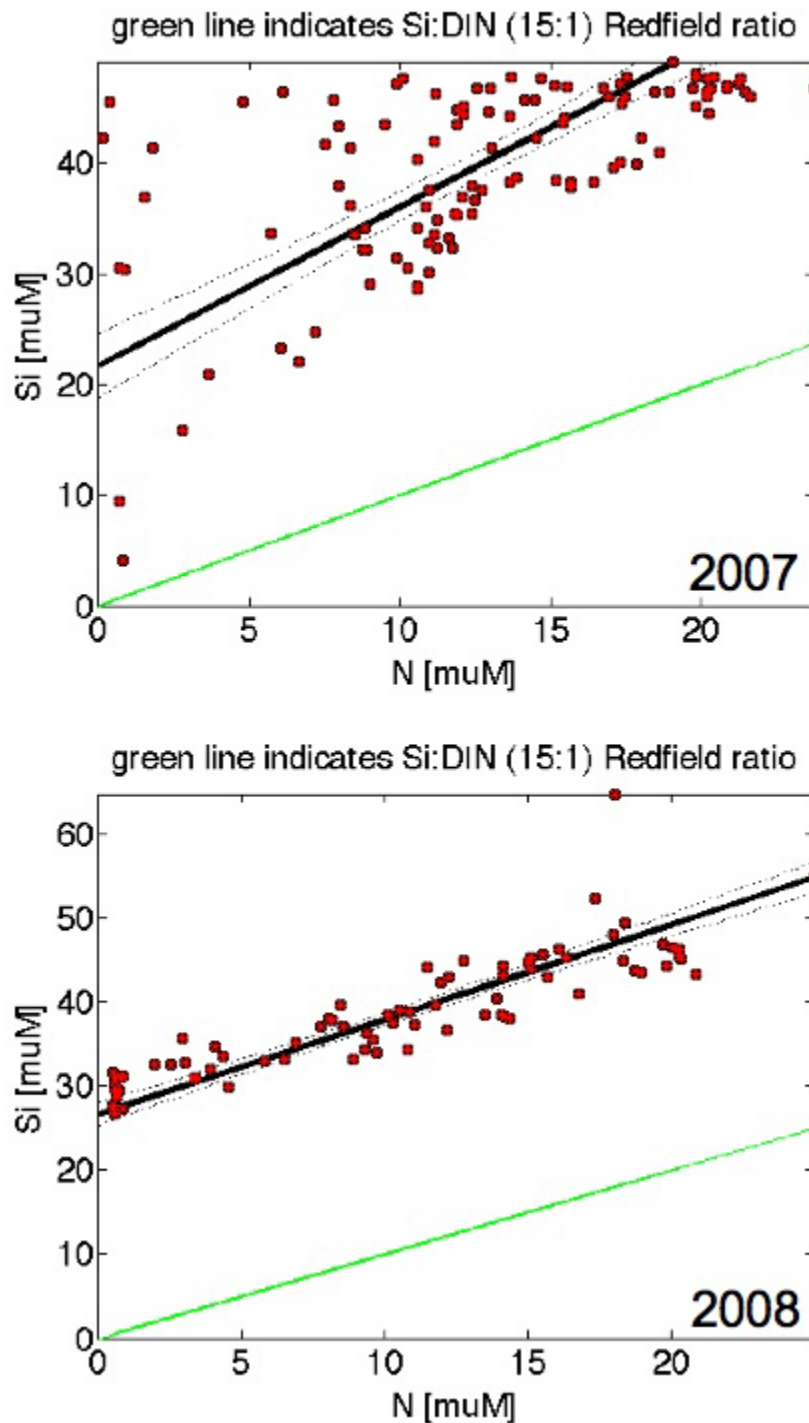 green line indicates Si:DIN (15:1) Redfield ratio
40
30
20
10
0
Si [muM]
2007
0 5 10 15 20
N [muM]
green line indicates Si:DIN (15:1) Redfield ratio
60
50
40
30
20
10
0
Si [muM]
2008
0 5 10 15 20
N [muM]